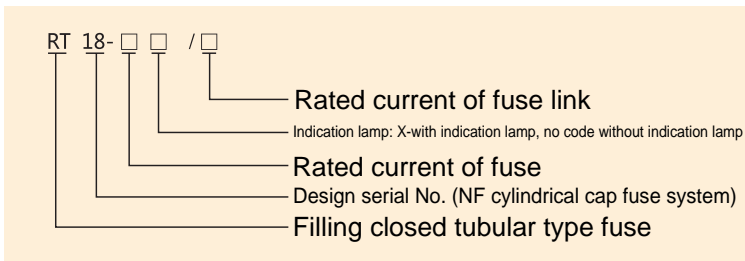 RT 18-□ □ /□
Rated current of fuse link
Indication lamp: X-with indication lamp, no code without indication lamp
Rated current of fuse
Design serial No. (NF cylindrical cap fuse system)
Filling closed tubular type fuse